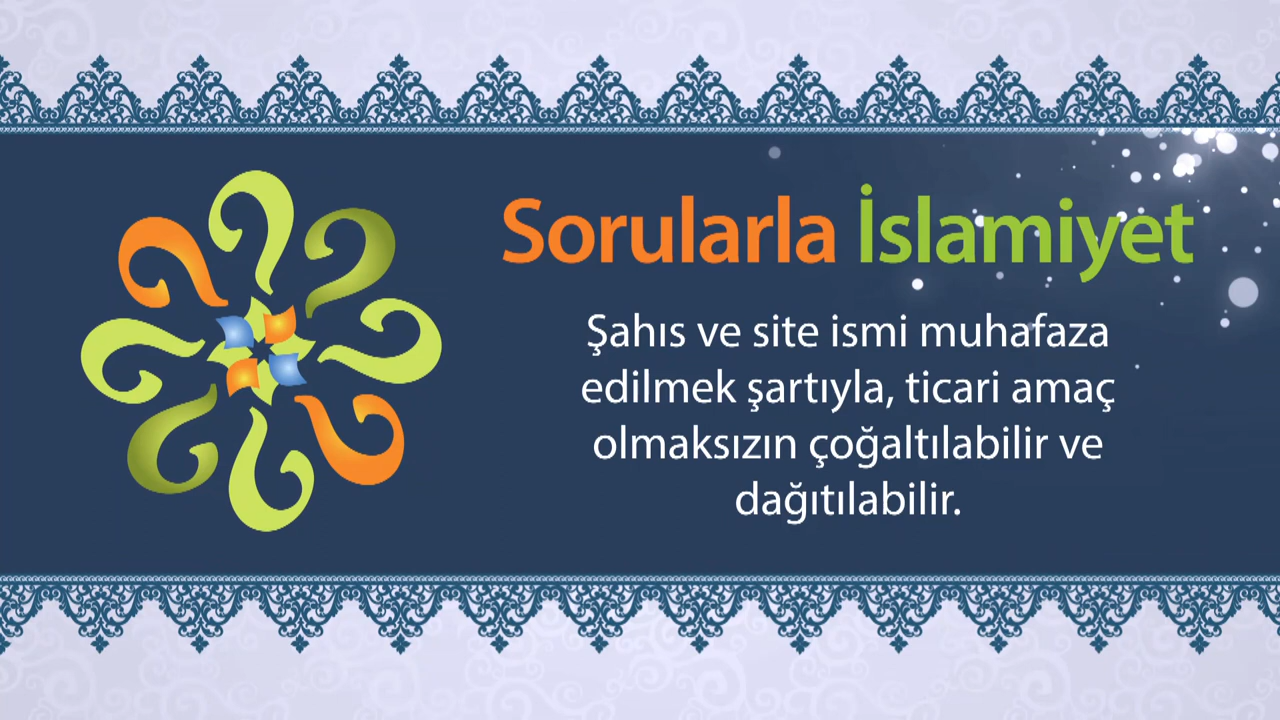 Sorularla İslamiyet
Şahıs ve site ismi muhafaza
edilmek şartıyla, ticari amaç
olmaksızın çoğaltılabilir ve
dağıtılabilir.